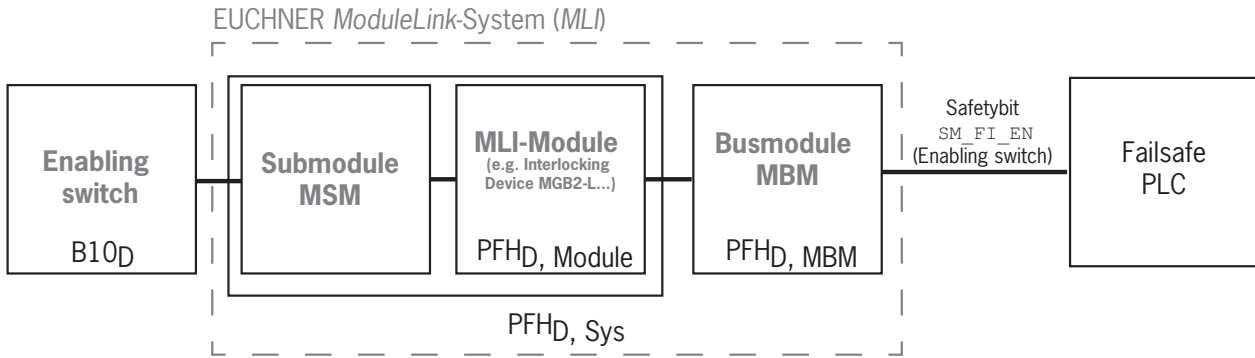 EUCHNER ModuleLink-System (MLI)
Enabling
switch
B10D
Submodule
MSM
MLI-Module
(e.g. Interlocking
Device MGB2-L...)
PFHD, Module
Busmodule
MBM
PFHD, MBM
PFHD, Sys
Safetybit
SM_FI_EN
(Enabling switch)
Failsafe
PLC